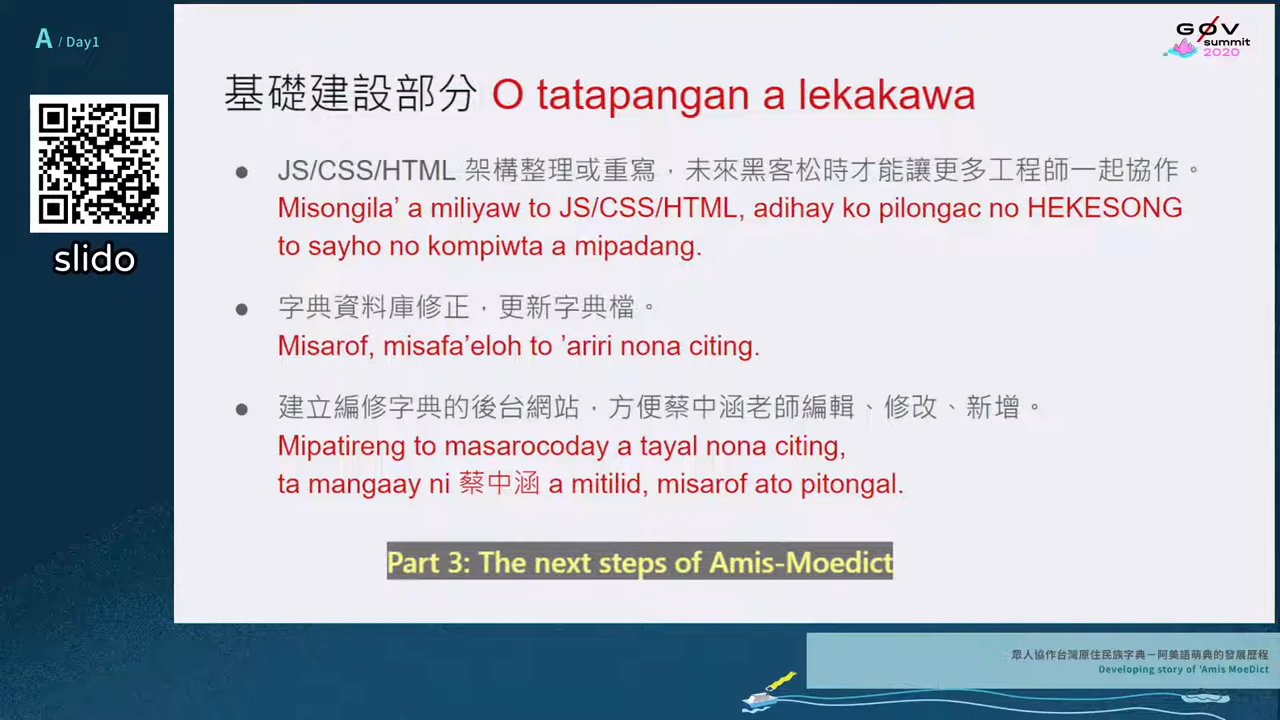 A / Day1
GØV
summit
2020
slido
基礎建設部分 O tatapangan a lekakawa
JS/CSS/HTML 架構整理或重寫，未來黑客松時才能讓更多工程師一起協作。
Misongila’ a miliyaw to JS/CSS/HTML, adihay ko pilongac no HEKESONG
to sayho no kompiwta a mipadang.
字典資料庫修正，更新字典檔。
Misarof, misafa’eloh to ’ariri nona citing.
建立編修字典的後台網站，方便蔡中涵老師編輯、修改、新增。
Mipatireng to masarocoday a tayal nona citing,
ta mangaay ni 蔡中涵 a mitilid, misarof ato pitongal.
Part 3: The next steps of Amis-Moedict
眾人協作台灣原住民族字典－阿美語萌典的發展歷程
Developing story of 'Amis MoeDict